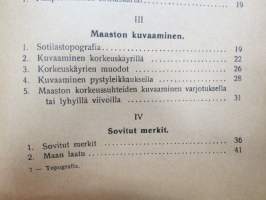 19
III
Maaston kuvaaminen.
1. Sotilastopografia 19
2. Kuvaaminen korkeuskäyrillä 22
3. Korkeuskäyrien muodot 26
4. Kuvaaminen pystyleikkauksella 28
5. Maaston korkeussuhteiden kuvaaminen varjotuksella
tai lyhyillä viivoilla 31
IV
Sovitut merkit.
1. Sovitut merkit 36
2. Maan laatu 41
1 — Topografia.